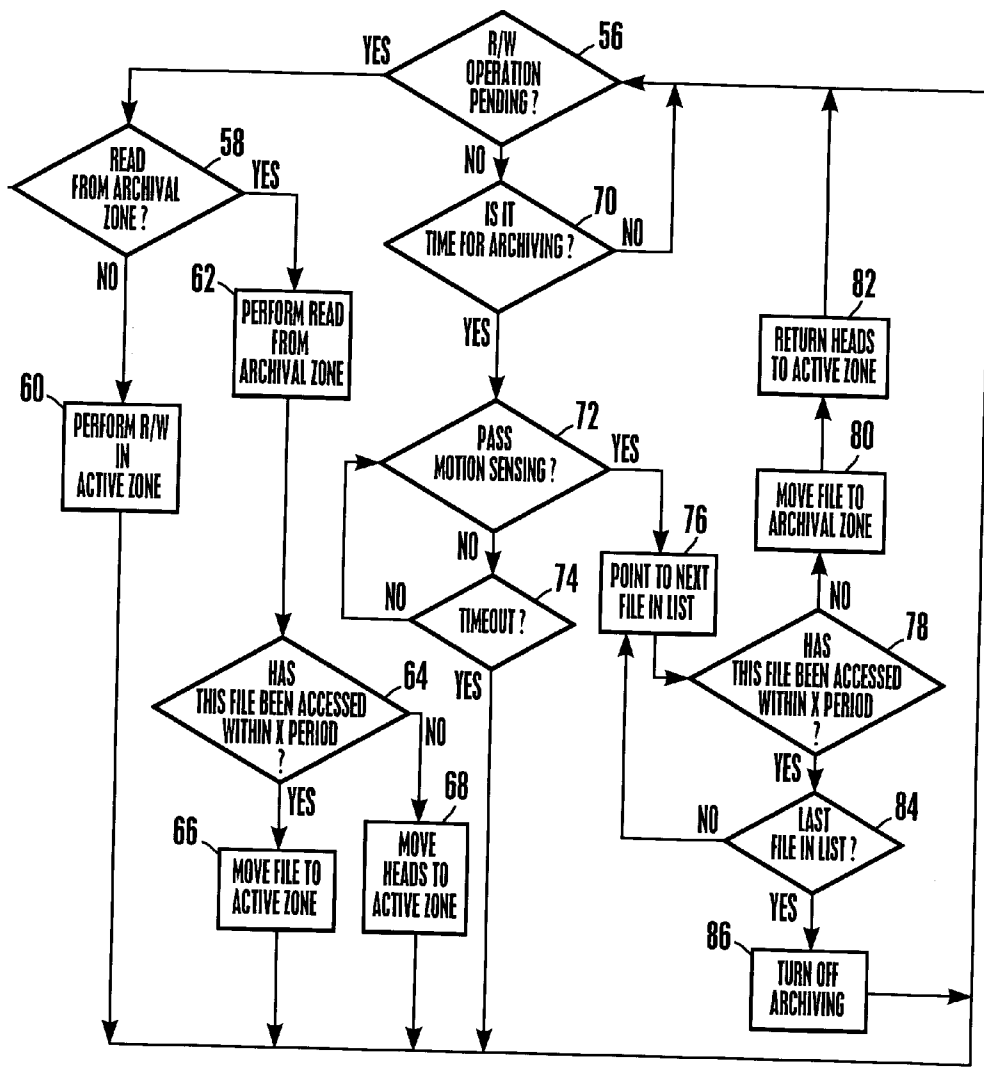 56
R/W
OPERATION
PENDING ?
YES
NO
58
READ
FROM ARCHIVAL
ZONE ?
YES
NO
70
IS IT
TIME FOR ARCHIVING ?
NO
YES
62
PERFORM READ
FROM
ARCHIVAL ZONE
82
RETURN HEADS
TO ACTIVE ZONE
60
PERFORM R/W
IN
ACTIVE ZONE
72
PASS
MOTION SENSING ?
YES
NO
80
MOVE FILE TO
ARCHIVAL ZONE
76
POINT TO NEXT
FILE IN LIST
74
TIMEOUT ?
NO
YES
NO
78
HAS
THIS FILE BEEN ACCESSED
WITHIN X PERIOD
?
YES
64
HAS
THIS FILE BEEN ACCESSED
WITHIN X PERIOD
?
NO
YES
84
LAST
FILE IN LIST ?
NO
YES
66
MOVE FILE TO
ACTIVE ZONE
68
MOVE
HEADS TO
ACTIVE ZONE
86
TURN OFF
ARCHIVING